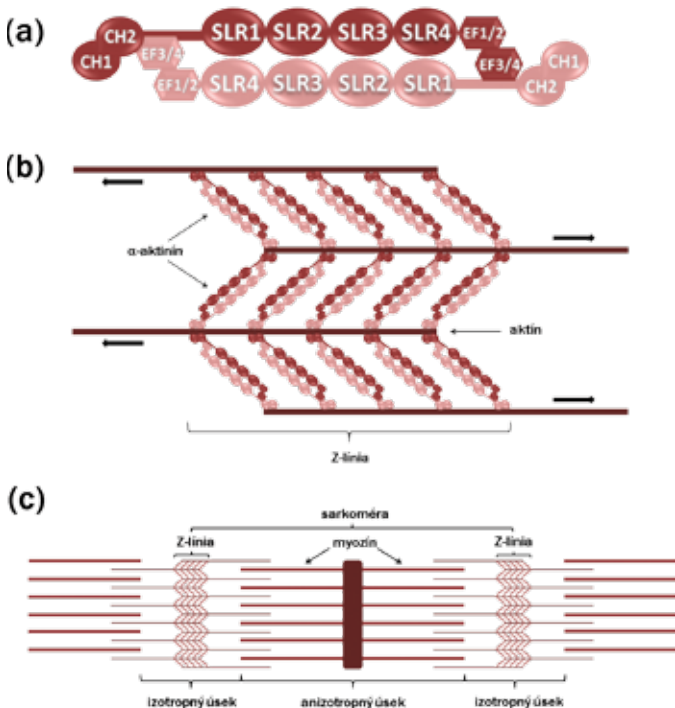 (a)
CH1 CH2 SLR1 SLR2 SLR3 SLR4 EF1/2
EF3/4 EF3/4 CH1
EF1/2 SLR4 SLR3 SLR2 SLR1 CH2
(b)
α-aktinín
aktín
Z-línia
(c)
sarkoméra
Z-línia myozín Z-línia
izotropný úsek anizotropný úsek izotropný úsek